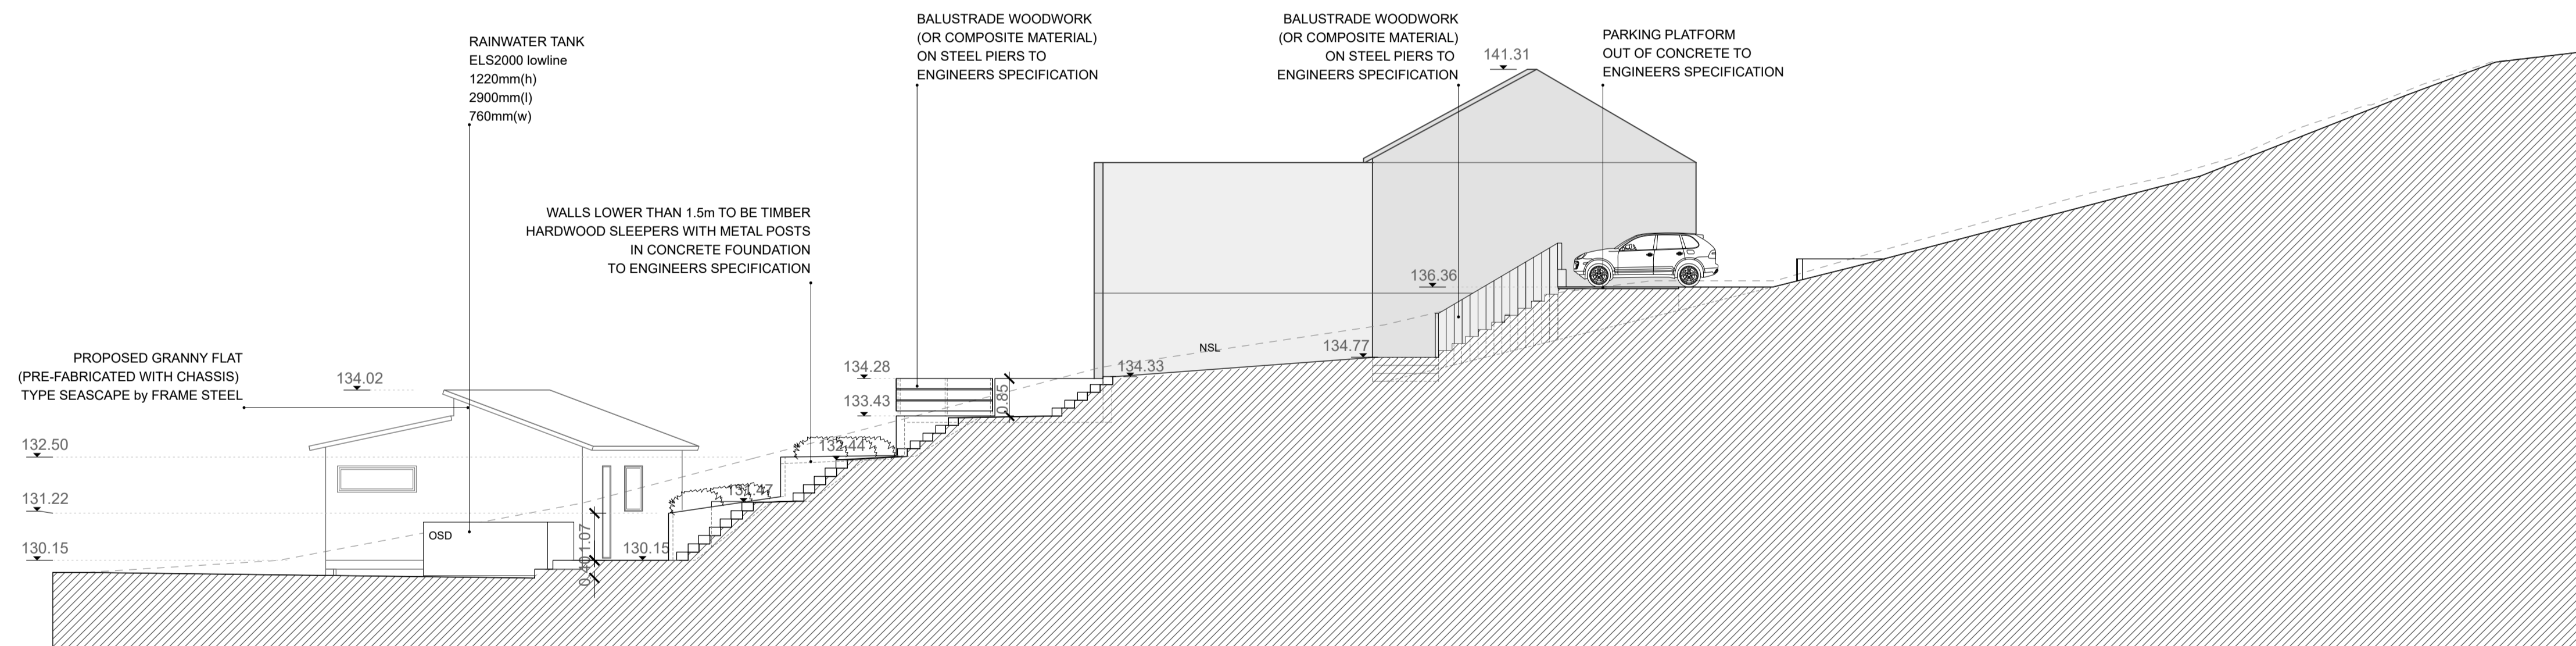 RAINWATER TANK
ELS2000 lowline
1220mm(h)
2900mm(l)
760mm(w)
BALUSTRADE WOODWORK
(OR COMPOSITE MATERIAL)
ON STEEL PIERS TO
ENGINEERS SPECIFICATION
BALUSTRADE WOODWORK
(OR COMPOSITE MATERIAL)
ON STEEL PIERS TO
ENGINEERS SPECIFICATION
141.31
PARKING PLATFORM
OUT OF CONCRETE TO
ENGINEERS SPECIFICATION
WALLS LOWER THAN 1.5m TO BE TIMBER
HARDWOOD SLEEPERS WITH METAL POSTS
IN CONCRETE FOUNDATION
TO ENGINEERS SPECIFICATION
136.36
NSL
134.77
134.33
134.28
0.85
133.43
PROPOSED GRANNY FLAT
(PRE-FABRICATED WITH CHASSIS)
TYPE SEASCAPE by FRAME STEEL
134.02
132.50
132.44
131.22
131.47
OSD
1.07
0.40
130.15
130.15